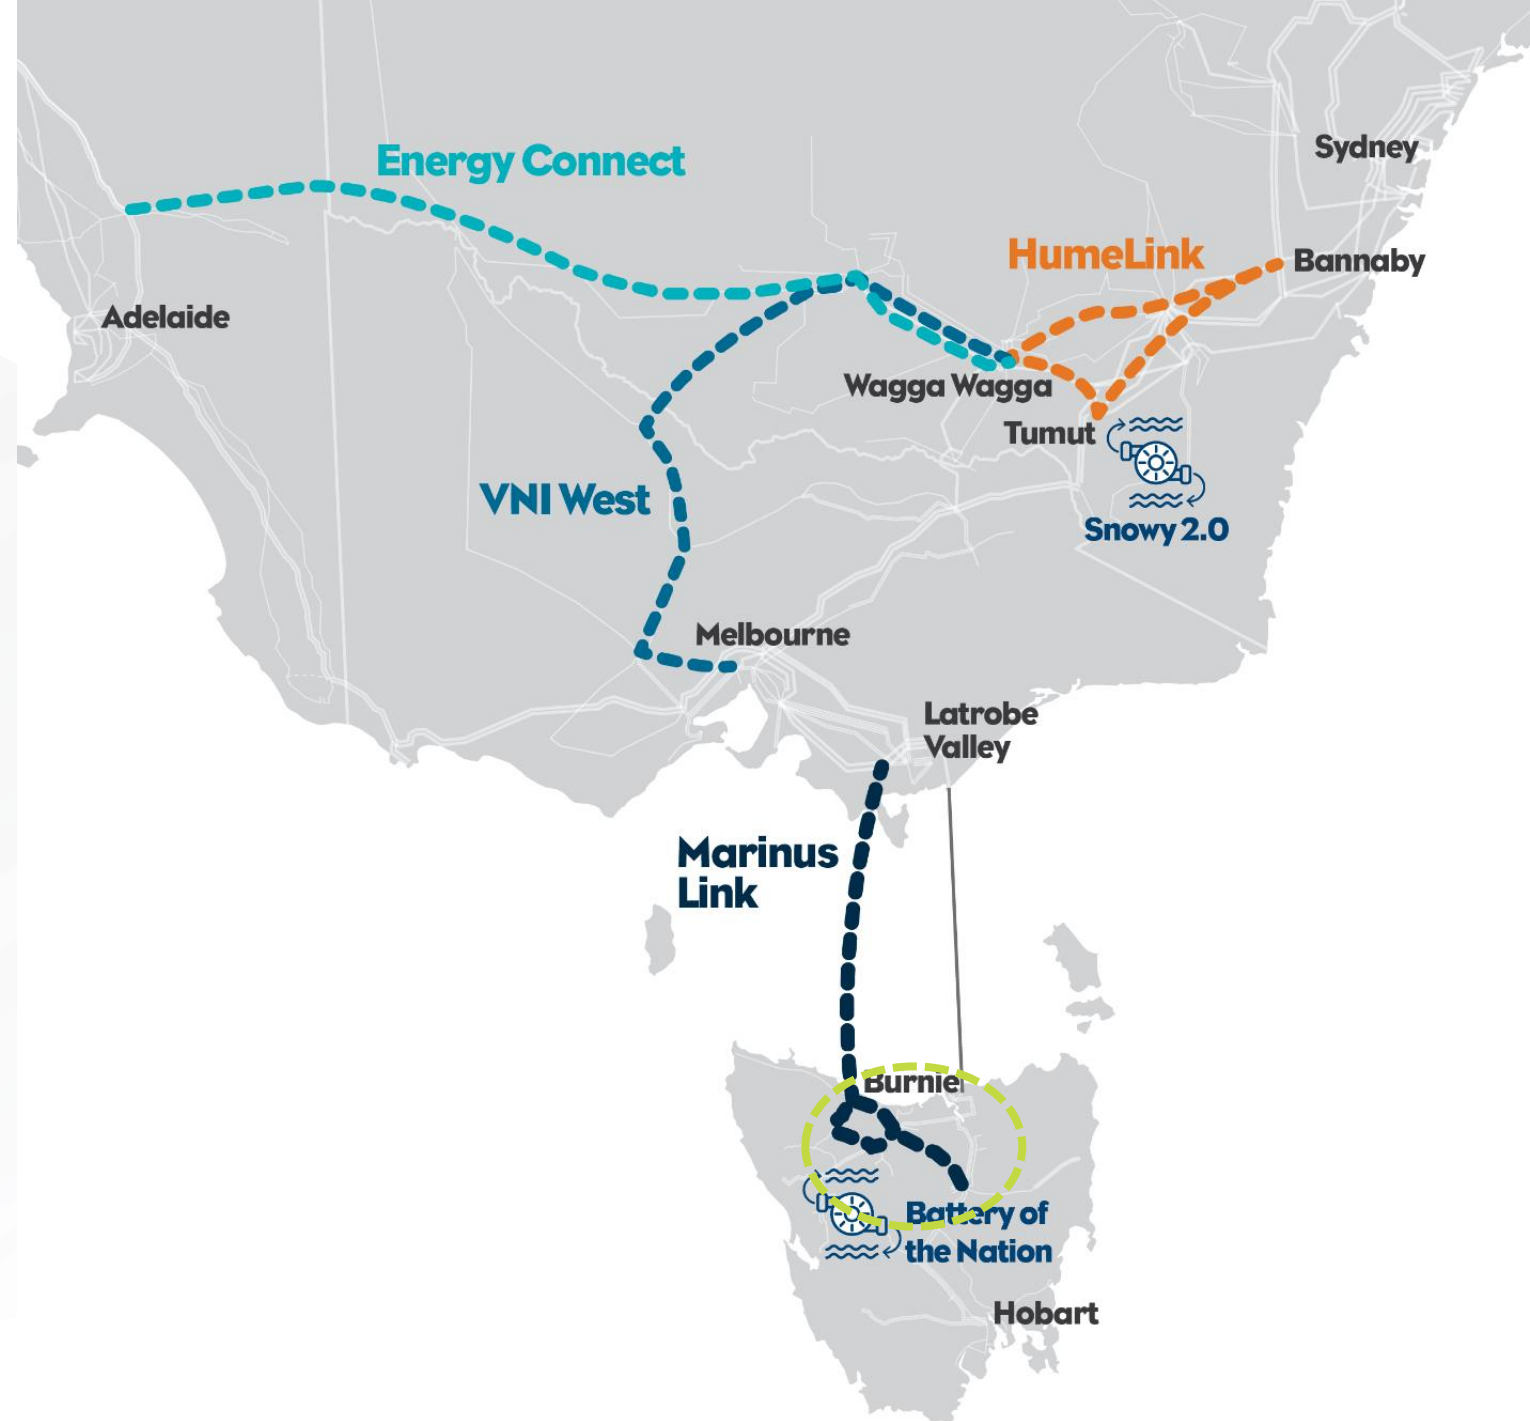 Sydney
Energy Connect
HumeLink
Bannaby
Adelaide
Wagga Wagga
Tumut
VNI West
Snowy 2.0
Melbourne
Latrobe
Valley
Marinus
Link
Burnie
Battery of
the Nation
Hobart